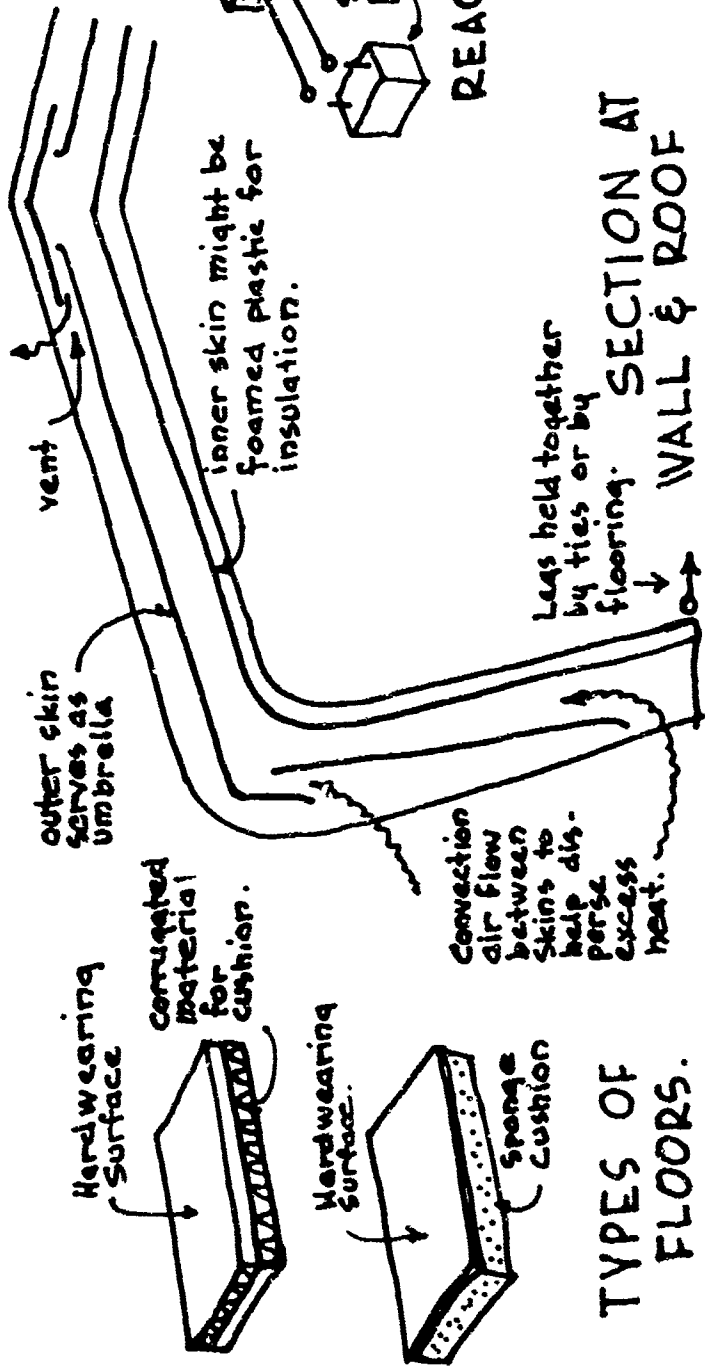 Hardwearing
Surface
corrugated
material
for
cushion.
Hardwearing
surface.
Sponge
cushion
TYPES OF
FLOORS.
outer skin
serves as
umbrella
vent
inner skin might be
foamed plastic for
insulation.
Convection
air flow
between
skins to
help dis-
perse
excess
heat.
Legs held together
by ties or by
flooring.
SECTION AT
WALL & ROOF